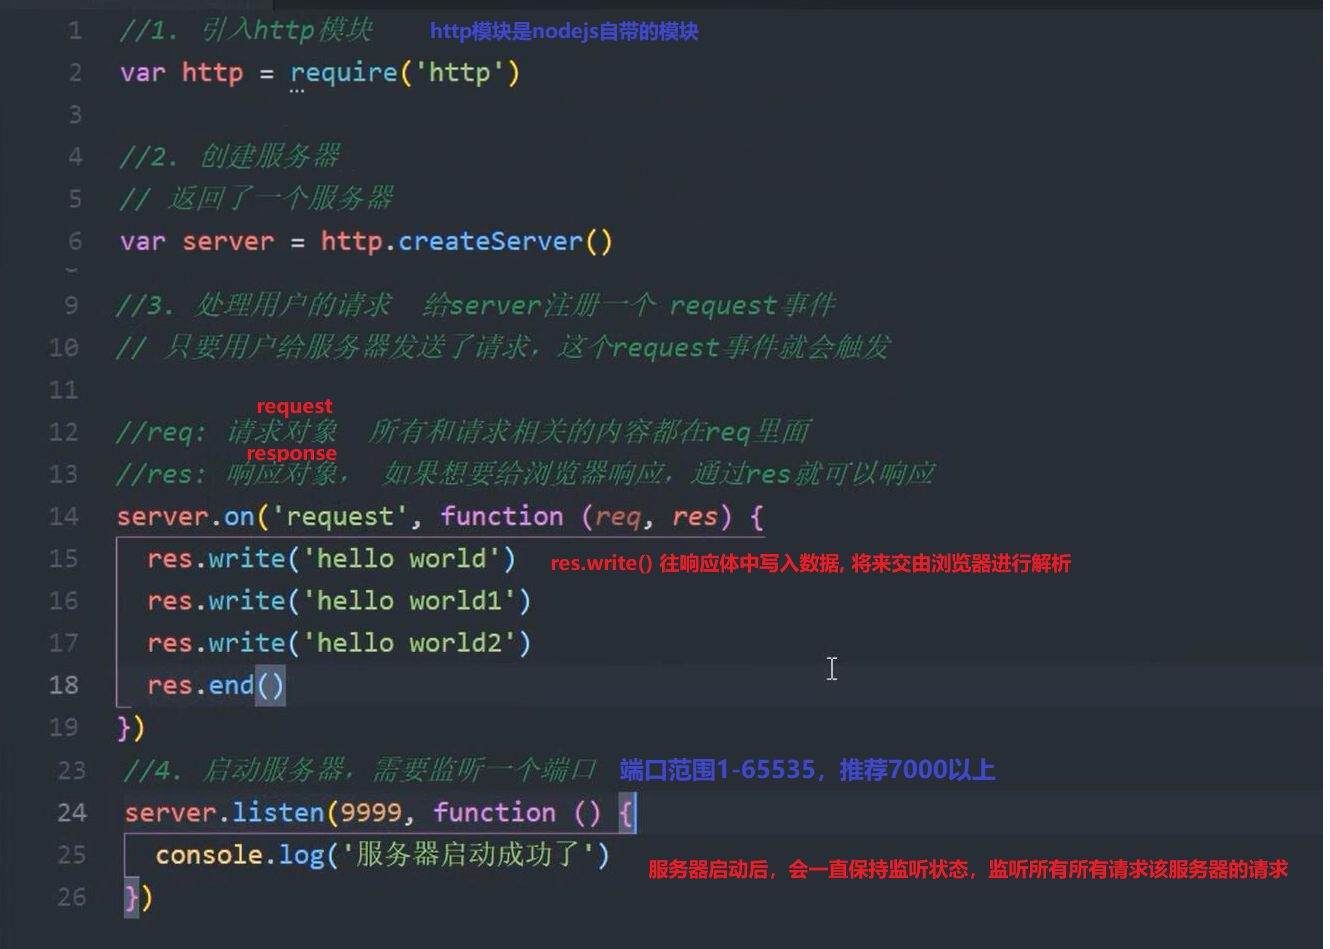 1 //1. 引入http模块 http模块是nodejs自带的模块
2 var http = require('http')
3
4 //2. 创建服务器
5 // 返回了一个服务器
6 var server = http.createServer()
9 //3. 处理用户的请求 给server注册一个 request事件
10 // 只要用户给服务器发送了请求，这个request事件就会触发
11
request
12 //req: 请求对象 所有和请求相关的内容都在req里面
response
13 //res: 响应对象， 如果想要给浏览器响应，通过res就可以响应
14 server.on('request', function (req, res) {
15 res.write('hello world') res.write() 往响应体中写入数据, 将来交由浏览器进行解析
16 res.write('hello world1')
17 res.write('hello world2')
18 res.end()
19 })
23 //4. 启动服务器，需要监听一个端口 端口范围1-65535，推荐7000以上
24 server.listen(9999, function () {
25 console.log('服务器启动成功了') 服务器启动后，会一直保持监听状态，监听所有所有请求该服务器的请求
26 })